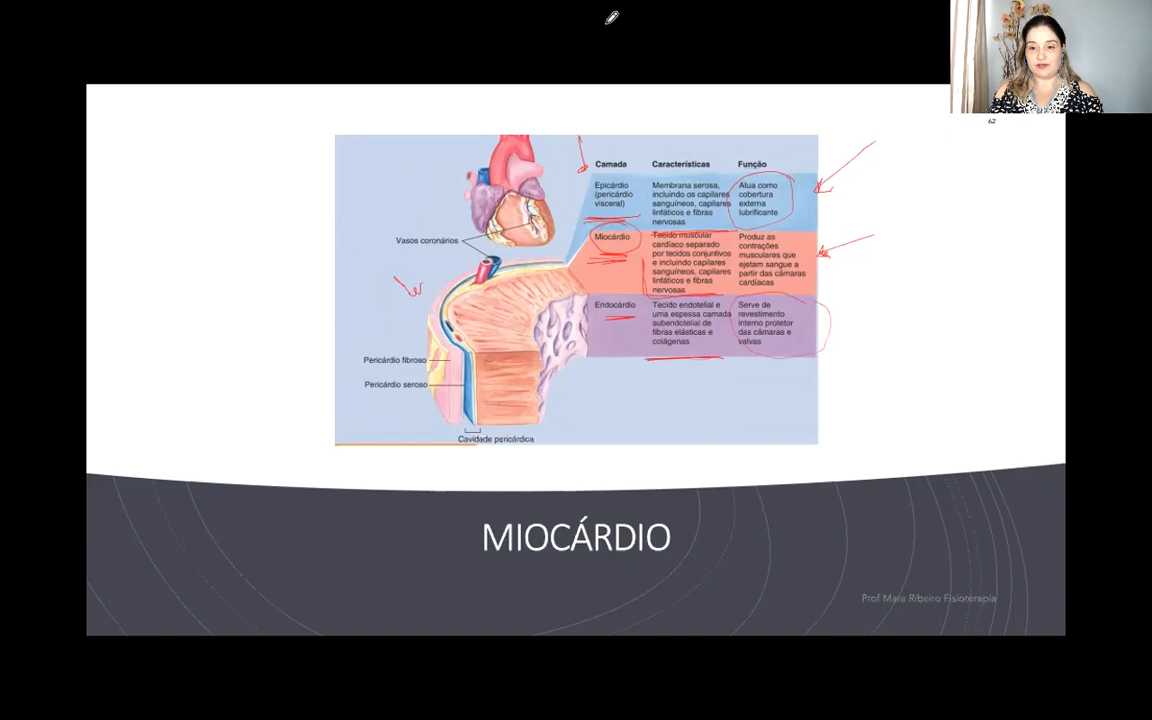 62
Camada
Características
Função
Epicárdio
(pericárdio
visceral)
Membrana serosa,
incluindo os capilares
sanguíneos, capilares
linfáticos e fibras
nervosas
Atua como
cobertura
externa
lubrificante
Miocárdio
Tecido muscular
cardíaco separado
por tecidos conjuntivos
e incluindo capilares
sanguíneos, capilares
linfáticos e fibras
nervosas
Produz as
contrações
musculares que
ejetam sangue a
partir das câmaras
cardíacas
Endocárdio
Tecido endotelial e
uma espessa camada
subendotelial de
fibras elásticas e
colágenas
Serve de
revestimento
interno protetor
das câmaras e
valvas
Vasos coronários
Pericárdio fibroso
Pericárdio seroso
Cavidade pericárdica
MIOCÁRDIO
Prof Mara Ribeiro Fisioterapia